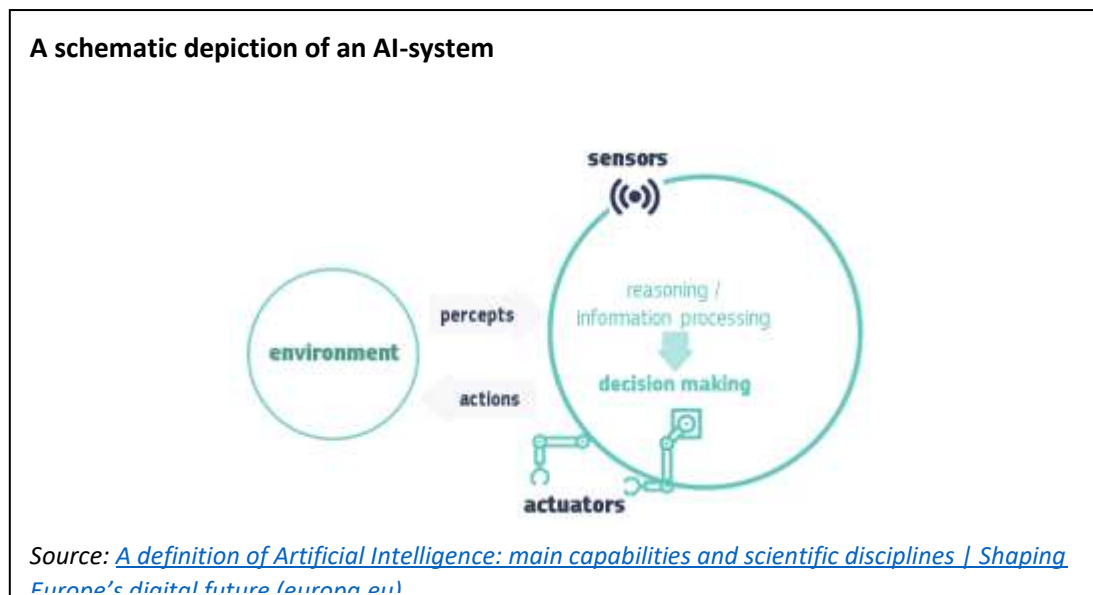 A schematic depiction of an AI-system
sensors
reasoning /
information processing
percepts
environment
decision making
actions
actuators
Source: A definition of Artificial Intelligence: main capabilities and scientific disciplines | Shaping
Europe's digital future (europa.eu)